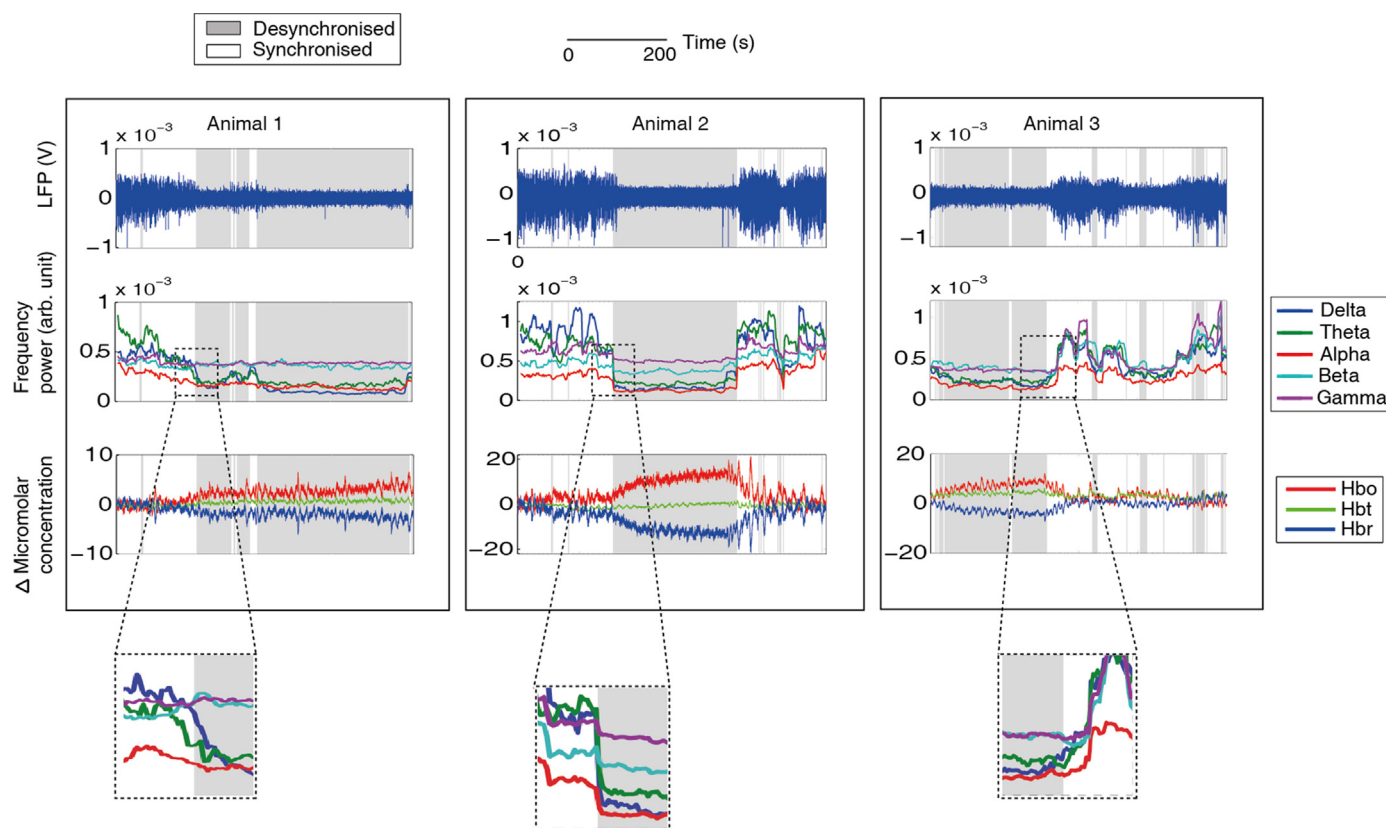 Desynchronised
Synchronised
0 200 Time (s)
Animal 1
Animal 2
Animal 3
LFP (V)
x 10⁻³
1
0
−1
x 10⁻³
1
0
−1
0
x 10⁻³
1
0
−1
Frequency
power (arb. unit)
x 10⁻³
1
0.5
0
x 10⁻³
1
0.5
0
x 10⁻³
1
0.5
0
Delta
Theta
Alpha
Beta
Gamma
Δ Micromolar
concentration
10
0
−10
20
0
−20
20
0
−20
Hbo
Hbt
Hbr